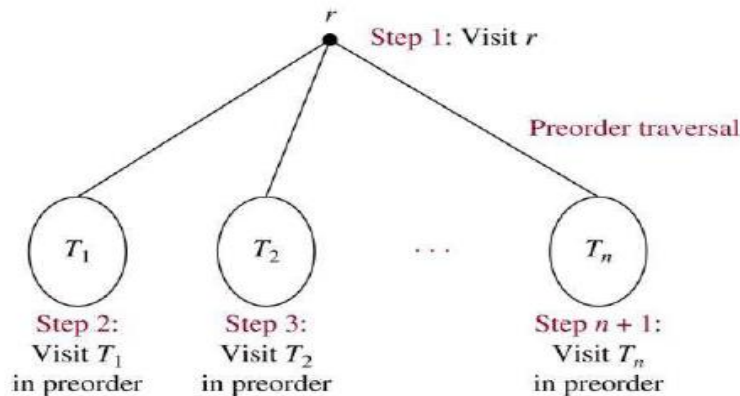 r
Step 1: Visit r
Preorder traversal
T₁
T₂
. . .
Tₙ
Step 2:
Visit T₁
in preorder
Step 3:
Visit T₂
in preorder
Step n + 1:
Visit Tₙ
in preorder